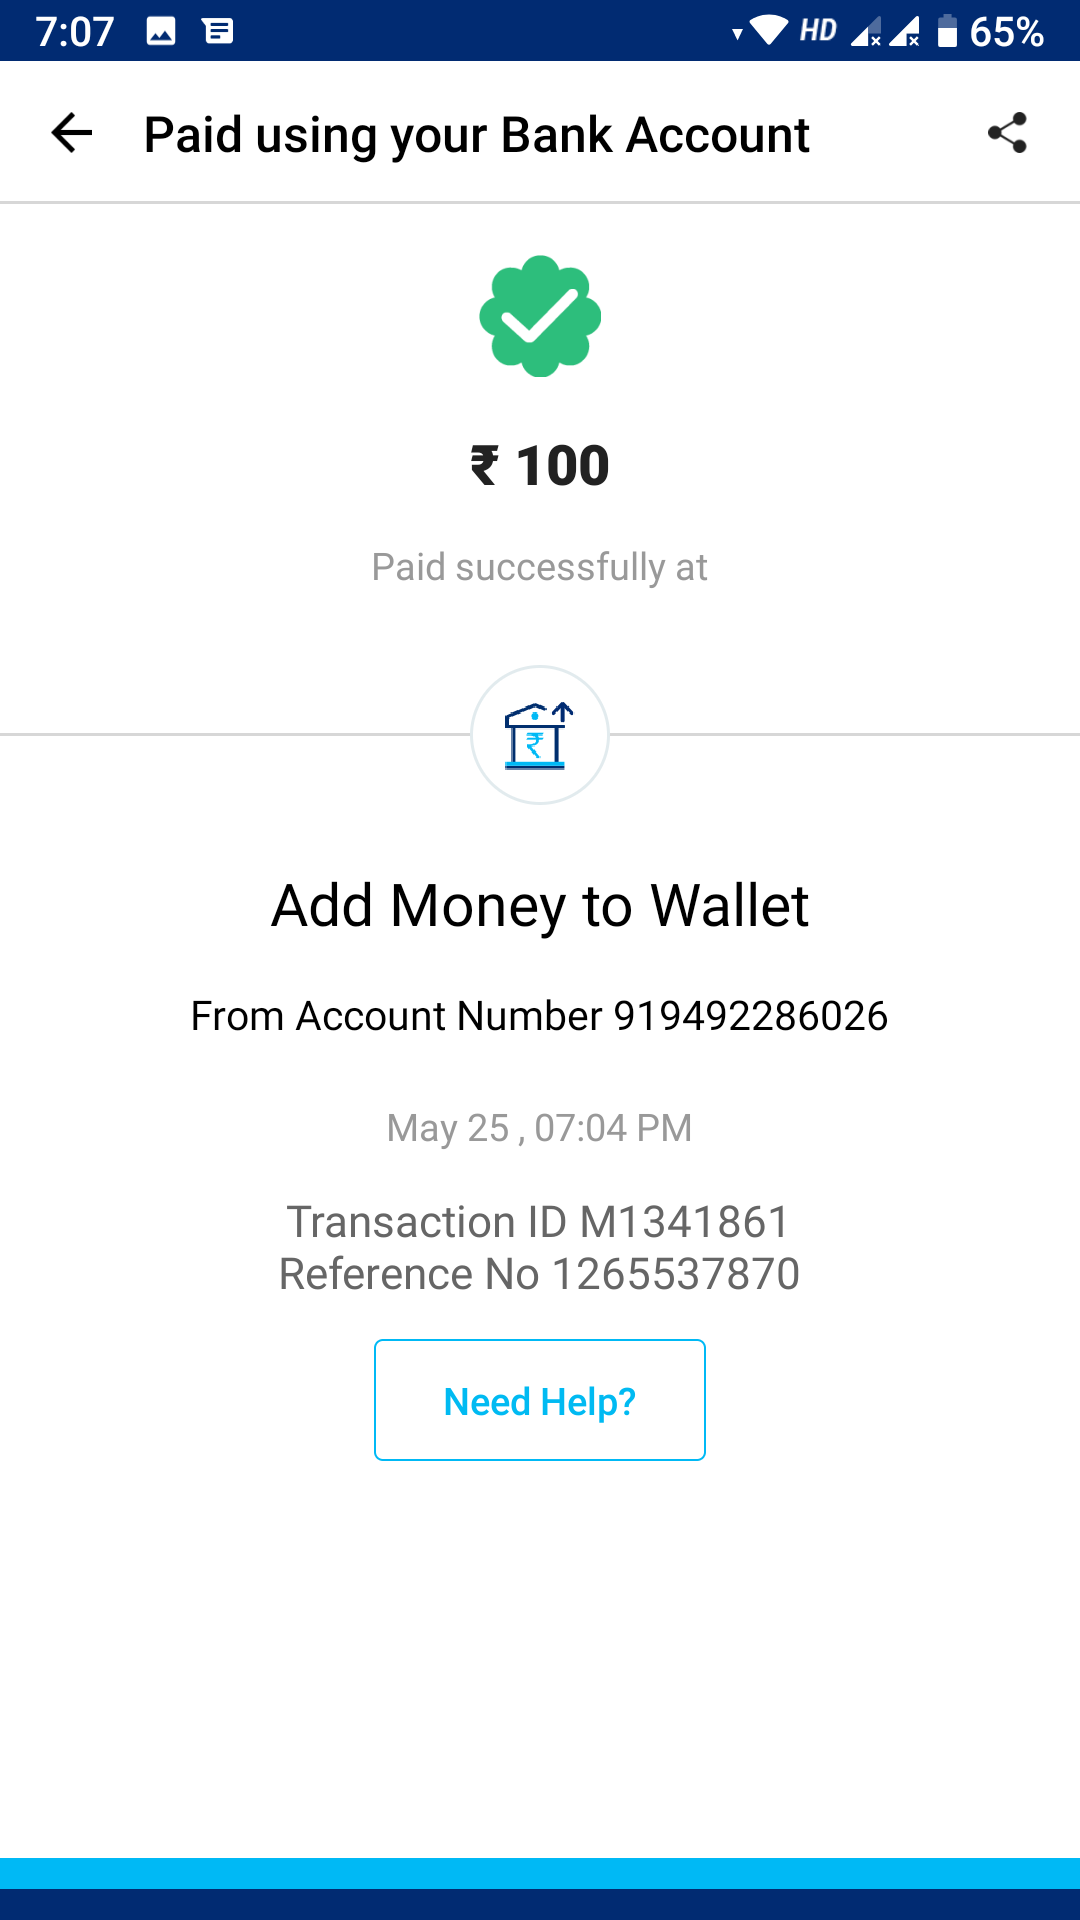 7:07 HD 65%
Paid using your Bank Account
₹ 100
Paid successfully at
₹
Add Money to Wallet
From Account Number 919492286026
May 25 , 07:04 PM
Transaction ID M1341861
Reference No 1265537870
Need Help?